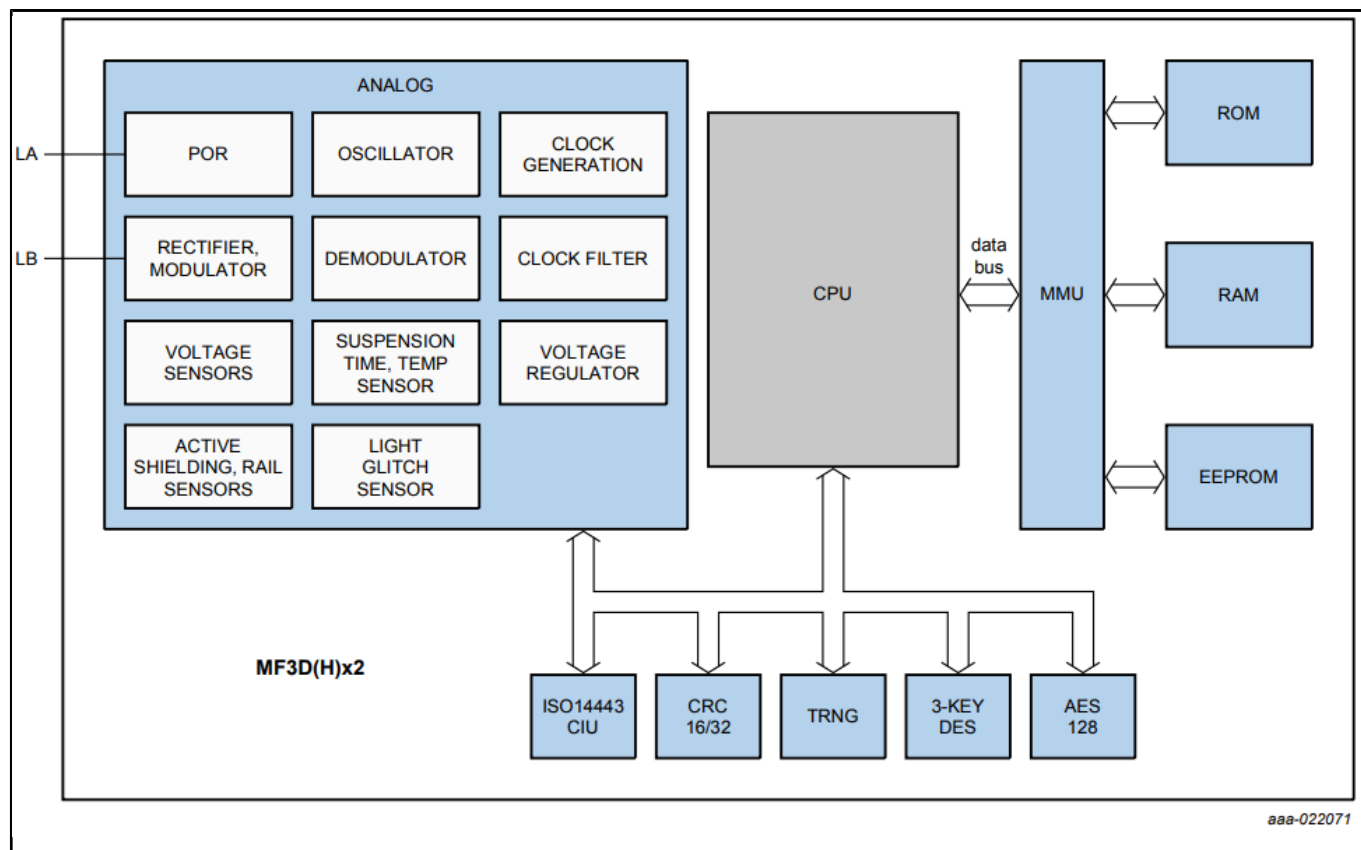 ANALOG
LA
POR
OSCILLATOR
CLOCK
GENERATION
LB
RECTIFIER,
MODULATOR
DEMODULATOR
CLOCK FILTER
VOLTAGE
SENSORS
SUSPENSION
TIME, TEMP
SENSOR
VOLTAGE
REGULATOR
ACTIVE
SHIELDING, RAIL
SENSORS
LIGHT
GLITCH
SENSOR
CPU
data
bus
MMU
ROM
RAM
EEPROM
MF3D(H)x2
ISO14443
CIU
CRC
16/32
TRNG
3-KEY
DES
AES
128
aaa-022071